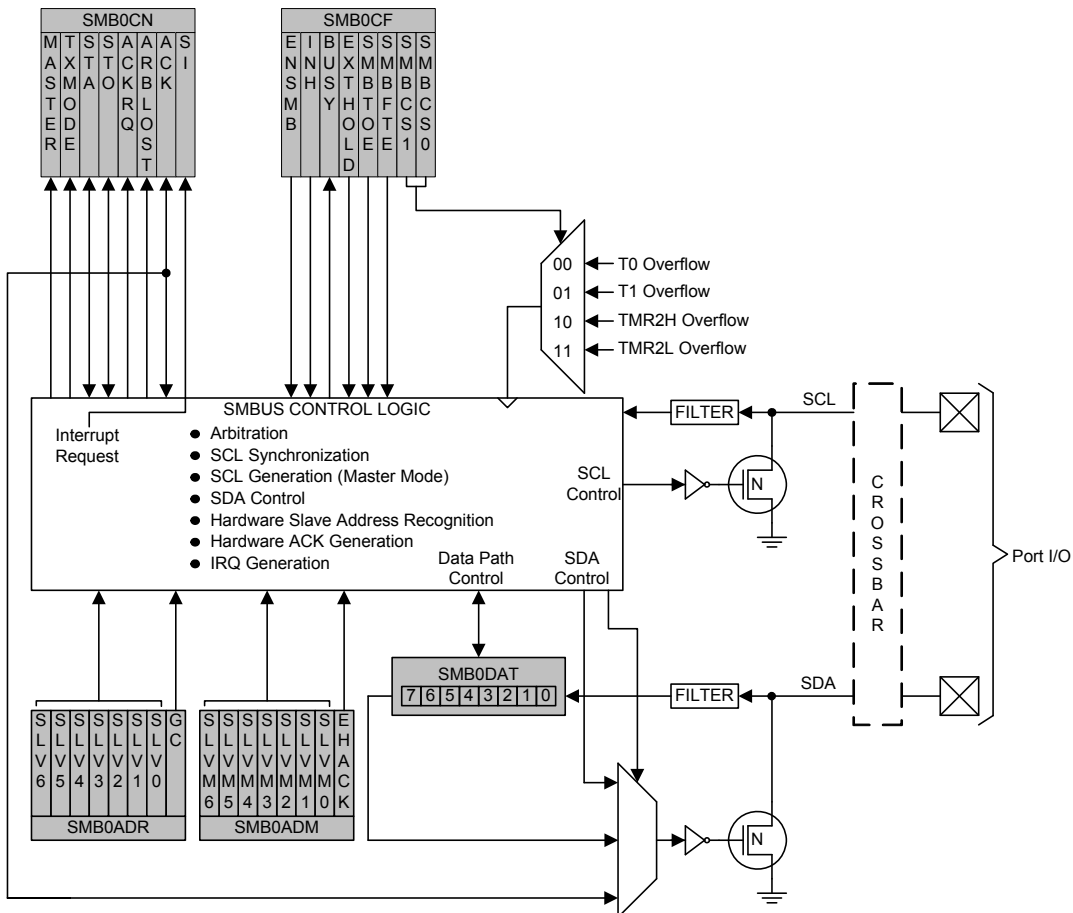 SMB0CN
MASTER
TXMODE
STA
STO
ACKRQ
ARBLOST
ACK
SI
SMB0CF
ENSMB
INH
BUSY
EXTHOLD
SMBTOE
SMBFTE
SMBCS1
SMBCS0
00
01
10
11
T0 Overflow
T1 Overflow
TMR2H Overflow
TMR2L Overflow
SMBUS CONTROL LOGIC
Interrupt
Request
● Arbitration
● SCL Synchronization
● SCL Generation (Master Mode)
● SDA Control
● Hardware Slave Address Recognition
● Hardware ACK Generation
● IRQ Generation
Data Path
Control
SDA
Control
SCL
Control
FILTER
SCL
N
CROSSBAR
Port I/O
SMB0DAT
7 6 5 4 3 2 1 0
FILTER
SDA
N
SLV6
SLV5
SLV4
SLV3
SLV2
SLV1
SLV0
GC
SMB0ADR
SLVM6
SLVM5
SLVM4
SLVM3
SLVM2
SLVM1
SLVM0
EHACK
SMB0ADM